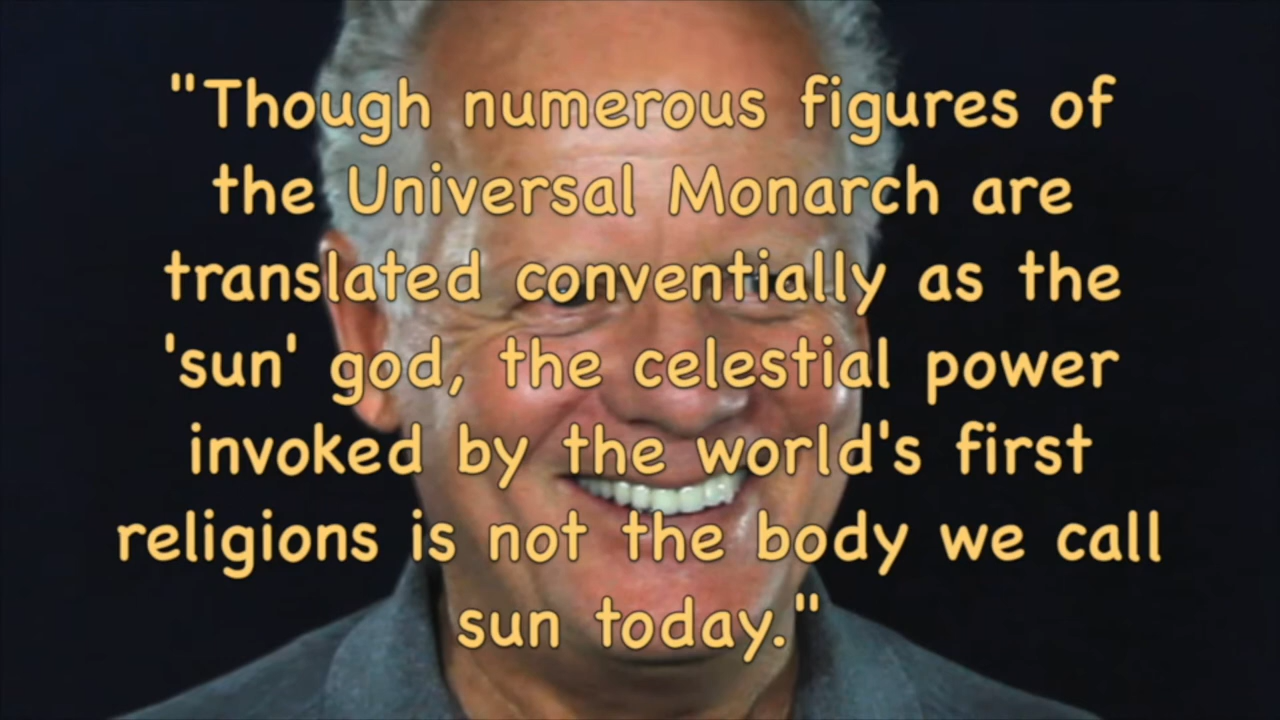 "Though numerous figures of
the Universal Monarch are
translated conventially as the
'sun' god, the celestial power
invoked by the world's first
religions is not the body we call
sun today."